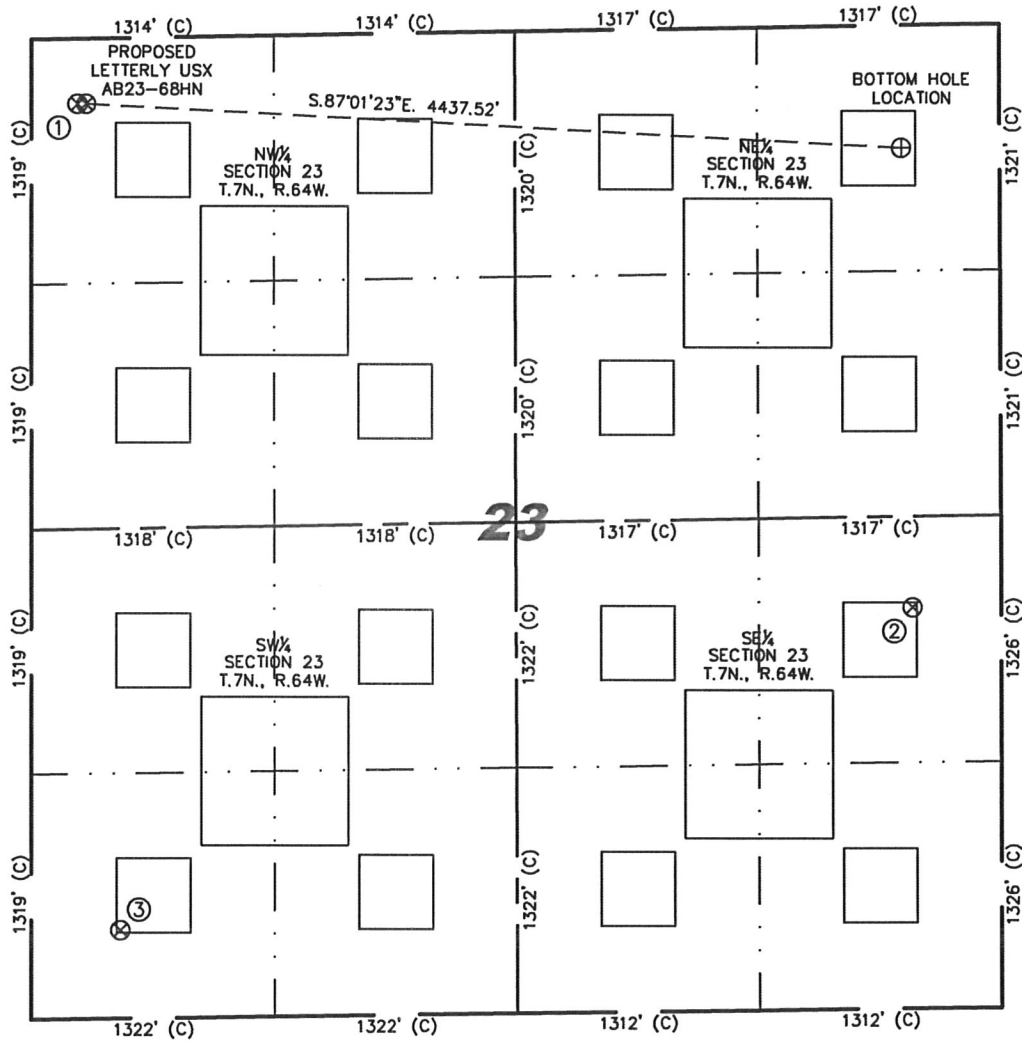 1314' (C)
1314' (C)
1317' (C)
1317' (C)
PROPOSED
LETTERLY USX
AB23-68HN
S.87°01'23"E. 4437.52'
BOTTOM HOLE
LOCATION
①
1319' (C)
1320' (C)
1321' (C)
NW¼
SECTION 23
T.7N., R.64W.
NE¼
SECTION 23
T.7N., R.64W.
1319' (C)
1320' (C)
1321' (C)
23
1318' (C)
1318' (C)
1317' (C)
1317' (C)
1319' (C)
1322' (C)
②
1326' (C)
SW¼
SECTION 23
T.7N., R.64W.
SE¼
SECTION 23
T.7N., R.64W.
1319' (C)
③
1322' (C)
1326' (C)
1322' (C)
1322' (C)
1312' (C)
1312' (C)